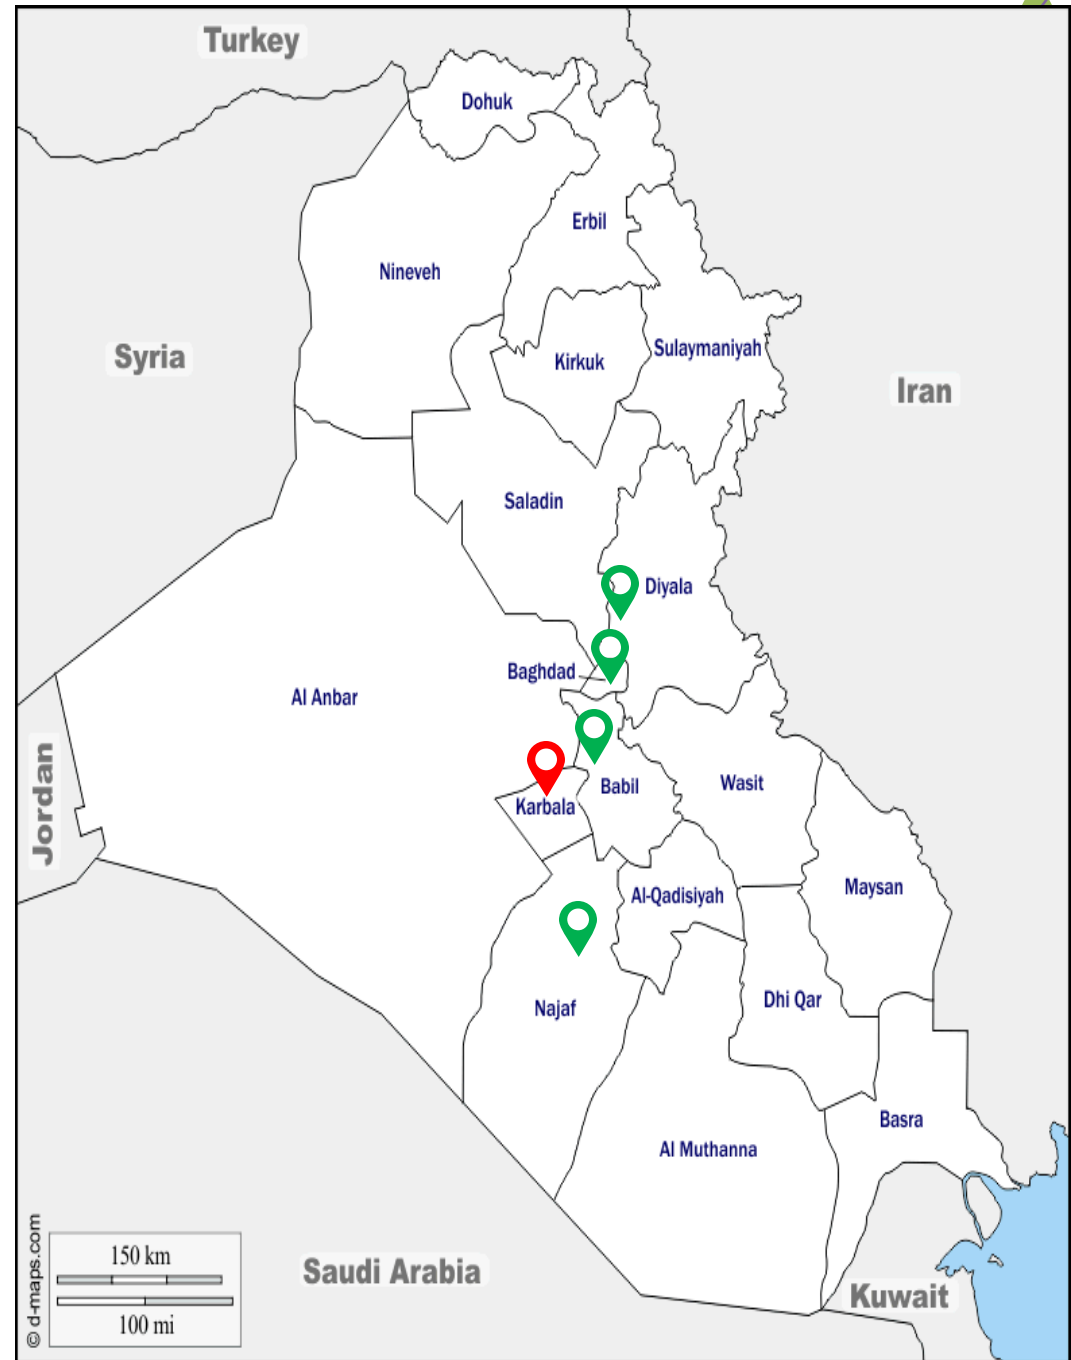 Turkey
Dohuk
Erbil
Nineveh
Syria
Kirkuk
Sulaymaniyah
Iran
Saladin
Diyala
Baghdad
Al Anbar
Jordan
Karbala
Babil
Wasit
Al-Qadisiyah
Maysan
Najaf
Dhi Qar
Basra
Al Muthanna
Saudi Arabia
Kuwait
150 km
100 mi
© d-maps.com